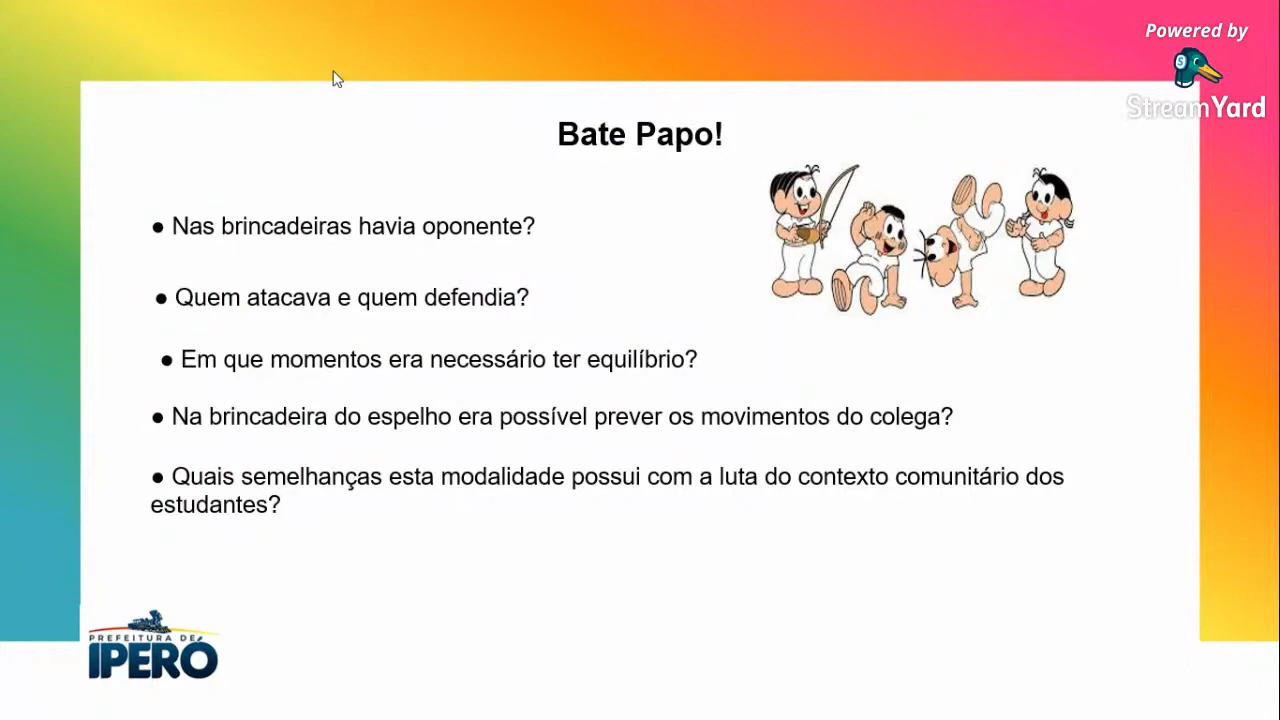 Powered by
StreamYard
Bate Papo!
● Nas brincadeiras havia oponente?
● Quem atacava e quem defendia?
● Em que momentos era necessário ter equilíbrio?
● Na brincadeira do espelho era possível prever os movimentos do colega?
● Quais semelhanças esta modalidade possui com a luta do contexto comunitário dos
estudantes?
PREFEITURA DE
IPERÓ